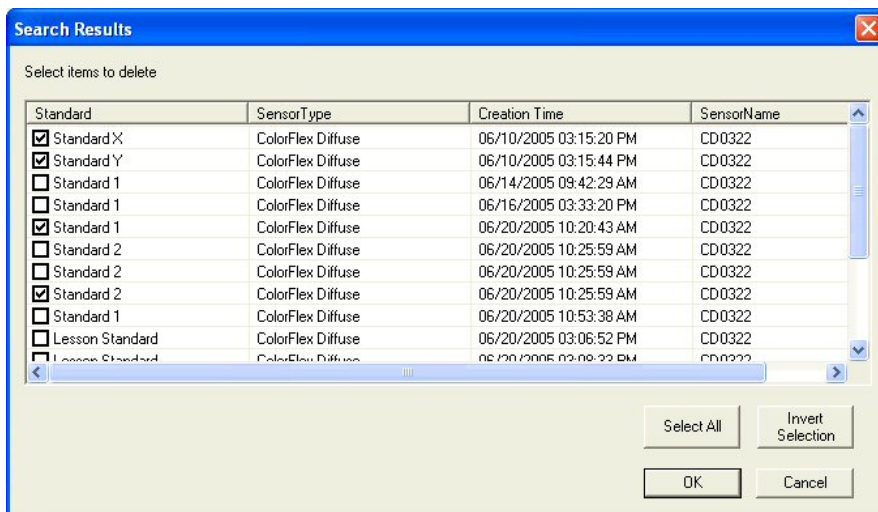 Search Results
Select items to delete
Standard SensorType Creation Time SensorName
Standard X ColorFlex Diffuse 06/10/2005 03:15:20 PM CD0322
Standard Y ColorFlex Diffuse 06/10/2005 03:15:44 PM CD0322
Standard 1 ColorFlex Diffuse 06/14/2005 09:42:29 AM CD0322
Standard 1 ColorFlex Diffuse 06/16/2005 03:33:20 PM CD0322
Standard 1 ColorFlex Diffuse 06/20/2005 10:20:43 AM CD0322
Standard 2 ColorFlex Diffuse 06/20/2005 10:25:59 AM CD0322
Standard 2 ColorFlex Diffuse 06/20/2005 10:25:59 AM CD0322
Standard 2 ColorFlex Diffuse 06/20/2005 10:25:59 AM CD0322
Standard 1 ColorFlex Diffuse 06/20/2005 10:53:38 AM CD0322
Lesson Standard ColorFlex Diffuse 06/20/2005 03:06:52 PM CD0322
Lesson Standard ColorFlex Diffuse CD0322
Select All Invert
Selection
OK Cancel